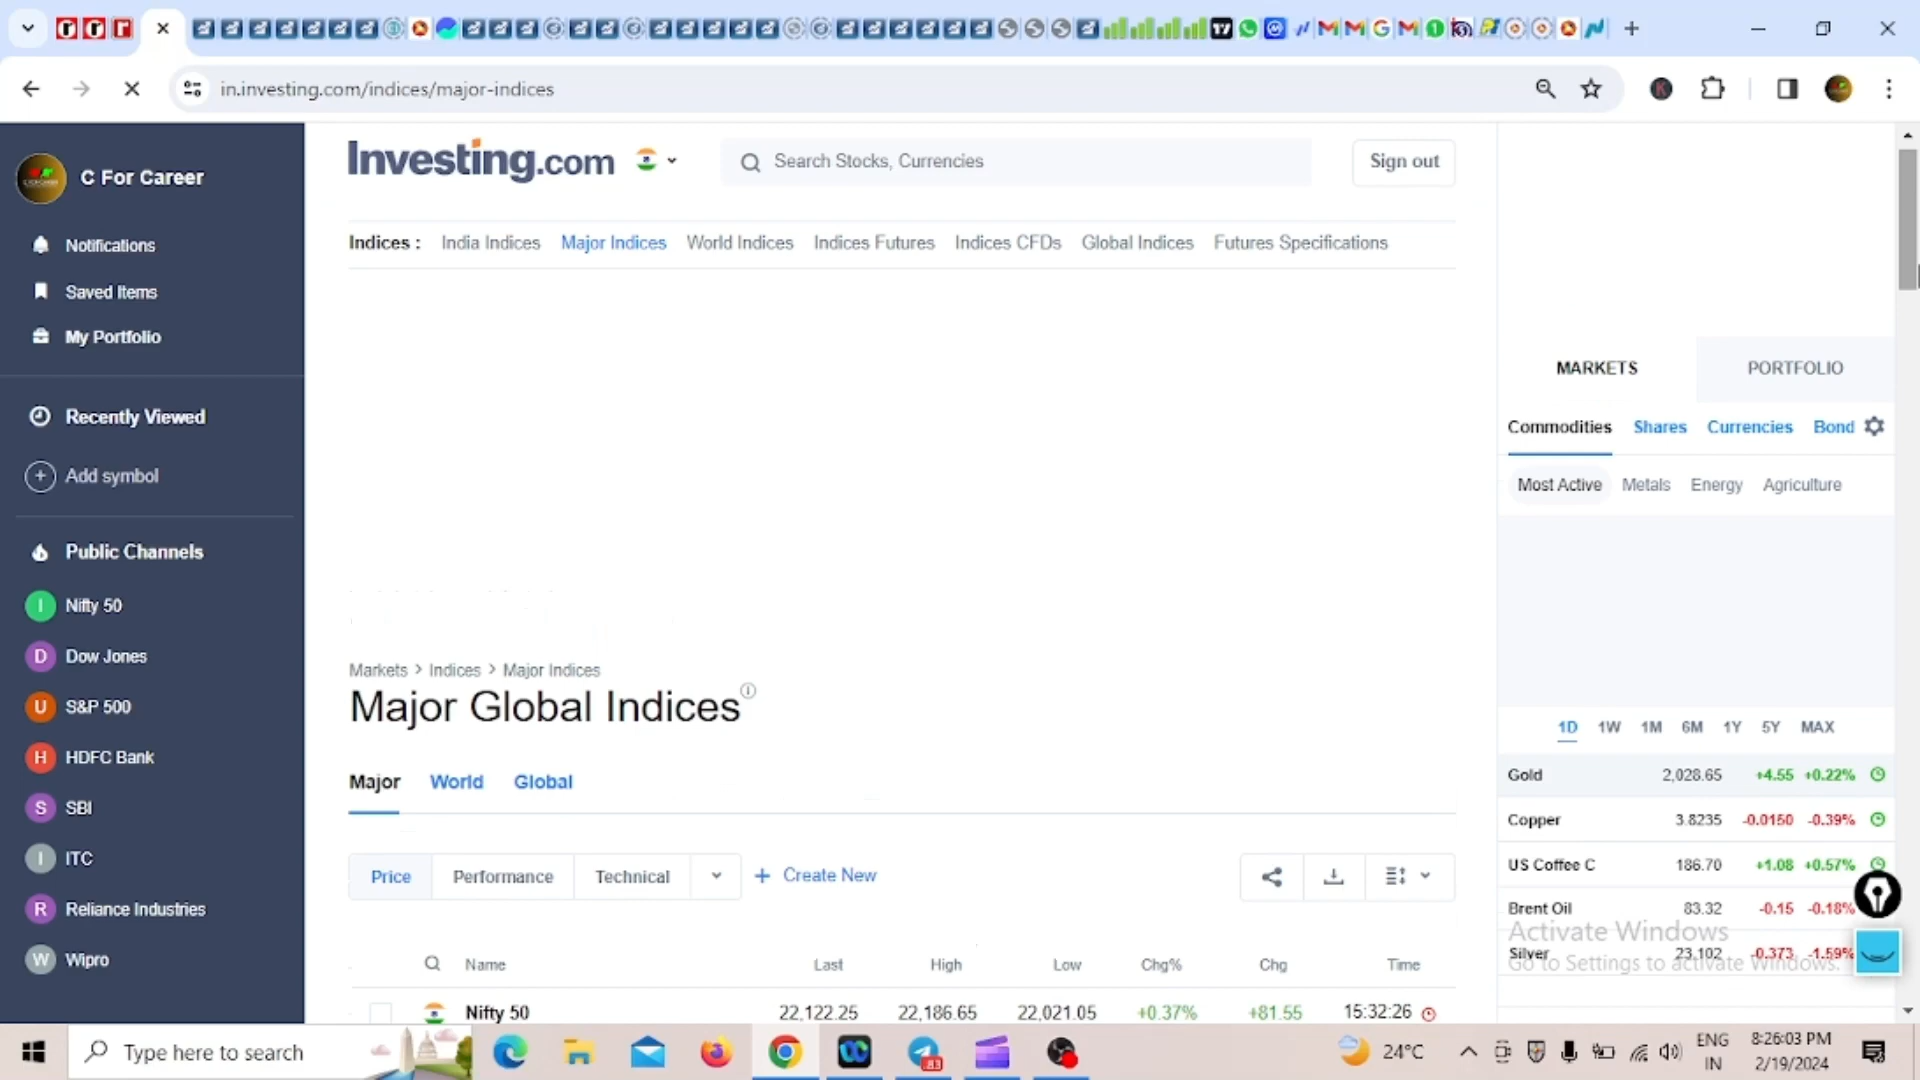 in.investing.com/indices/major-indices
C For Career
Notifications
Saved Items
My Portfolio
Recently Viewed
+ Add symbol
Public Channels
I Nifty 50
D Dow Jones
U S&P 500
H HDFC Bank
S SBI
I ITC
R Reliance Industries
W Wipro
Investing.com
Search Stocks, Currencies
Sign out
Indices : India Indices Major Indices World Indices Indices Futures Indices CFDs Global Indices Futures Specifications
Markets > Indices > Major Indices
Major Global Indices
Major World Global
Price Performance Technical + Create New
Name Last High Low Chg% Chg Time
Nifty 50 22,122.25 22,186.65 22,021.05 +0.37% +81.55 15:32:26
MARKETS PORTFOLIO
Commodities Shares Currencies Bond
Most Active Metals Energy Agriculture
1D 1W 1M 6M 1Y 5Y MAX
Gold 2,028.65 +4.55 +0.22%
Copper 3.8235 -0.0150 -0.39%
US Coffee C 186.70 +1.08 +0.57%
Brent Oil 83.32 -0.15 -0.18%
Activate Windows
Silver 23.102 -0.373 -1.59%
Go to Settings to activate Windows.
Type here to search
83
24°C
ENG
IN
8:26:03 PM
2/19/2024